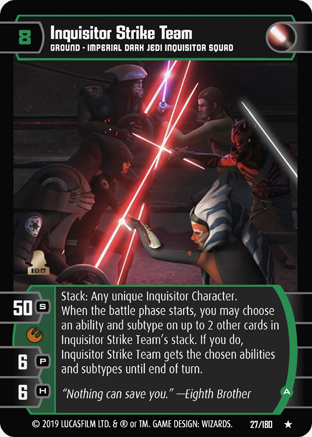 8
Inquisitor Strike Team
GROUND - IMPERIAL DARK JEDI INQUISITOR SQUAD
50 S
6 P
6 H
Stack: Any unique Inquisitor Character.
When the battle phase starts, you may choose
an ability and subtype on up to 2 other cards in
Inquisitor Strike Team's stack. If you do,
Inquisitor Strike Team gets the chosen abilities
and subtypes until end of turn.
"Nothing can save you." –Eighth Brother
A
© 2019 LUCASFILM LTD. & ® or TM. GAME DESIGN: WIZARDS.
27/180